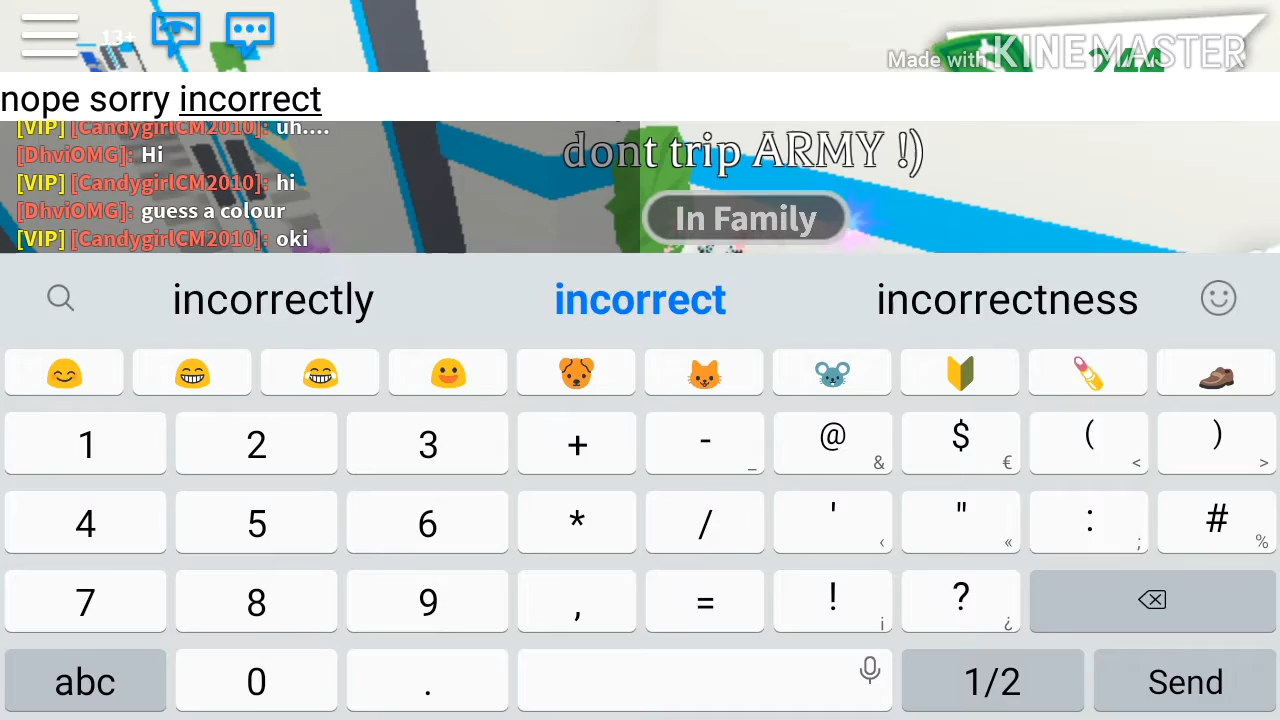 13+
Made with KINEMASTER
nope sorry incorrect
[VIP] [CandygirlCM2010]: uh....
[DhviOMG]: Hi
[VIP] [CandygirlCM2010]: hi
[DhviOMG]: guess a colour
[VIP] [CandygirlCM2010]: oki
dont trip ARMY !)
In Family
incorrectly incorrect incorrectness
1 2 3 + - _ @ & $ € ( < ) >
4 5 6 * / ' ‹ " « : ; # %
7 8 9 , = ! ¡ ? ¿
abc 0 . 1/2 Send